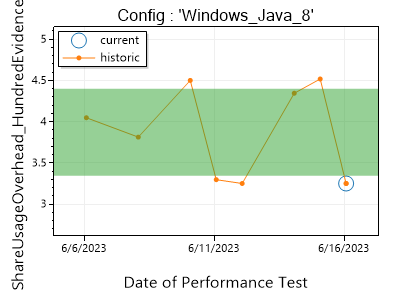 Config : 'Windows_Java_8'
current
historic
ShareUsageOverhead_HundredEvidence
5
4.5
4
3.5
3
6/6/2023
6/11/2023
6/16/2023
Date of Performance Test